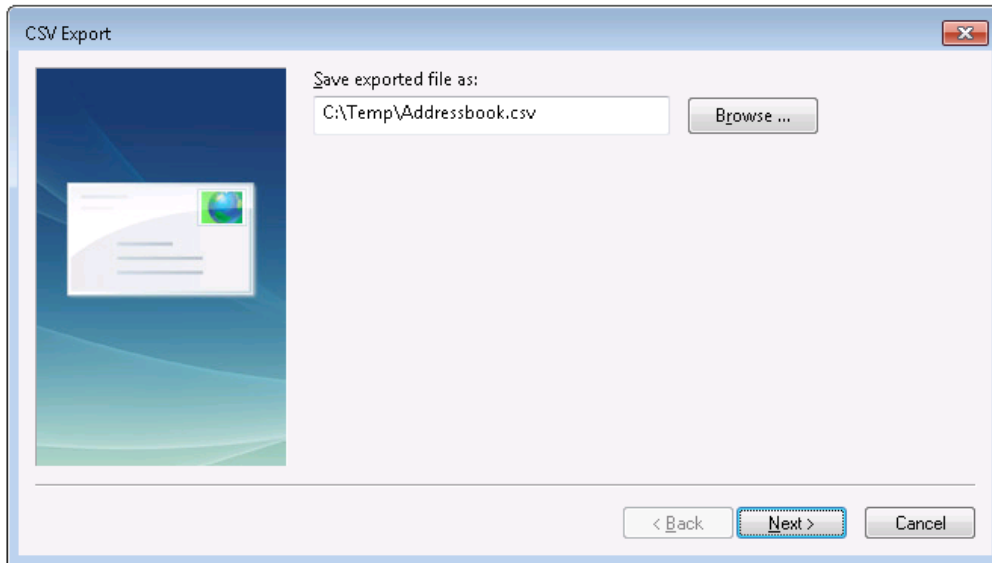 CSV Export
Save exported file as:
C:\Temp\Addressbook.csv
Browse ...
< Back
Next >
Cancel